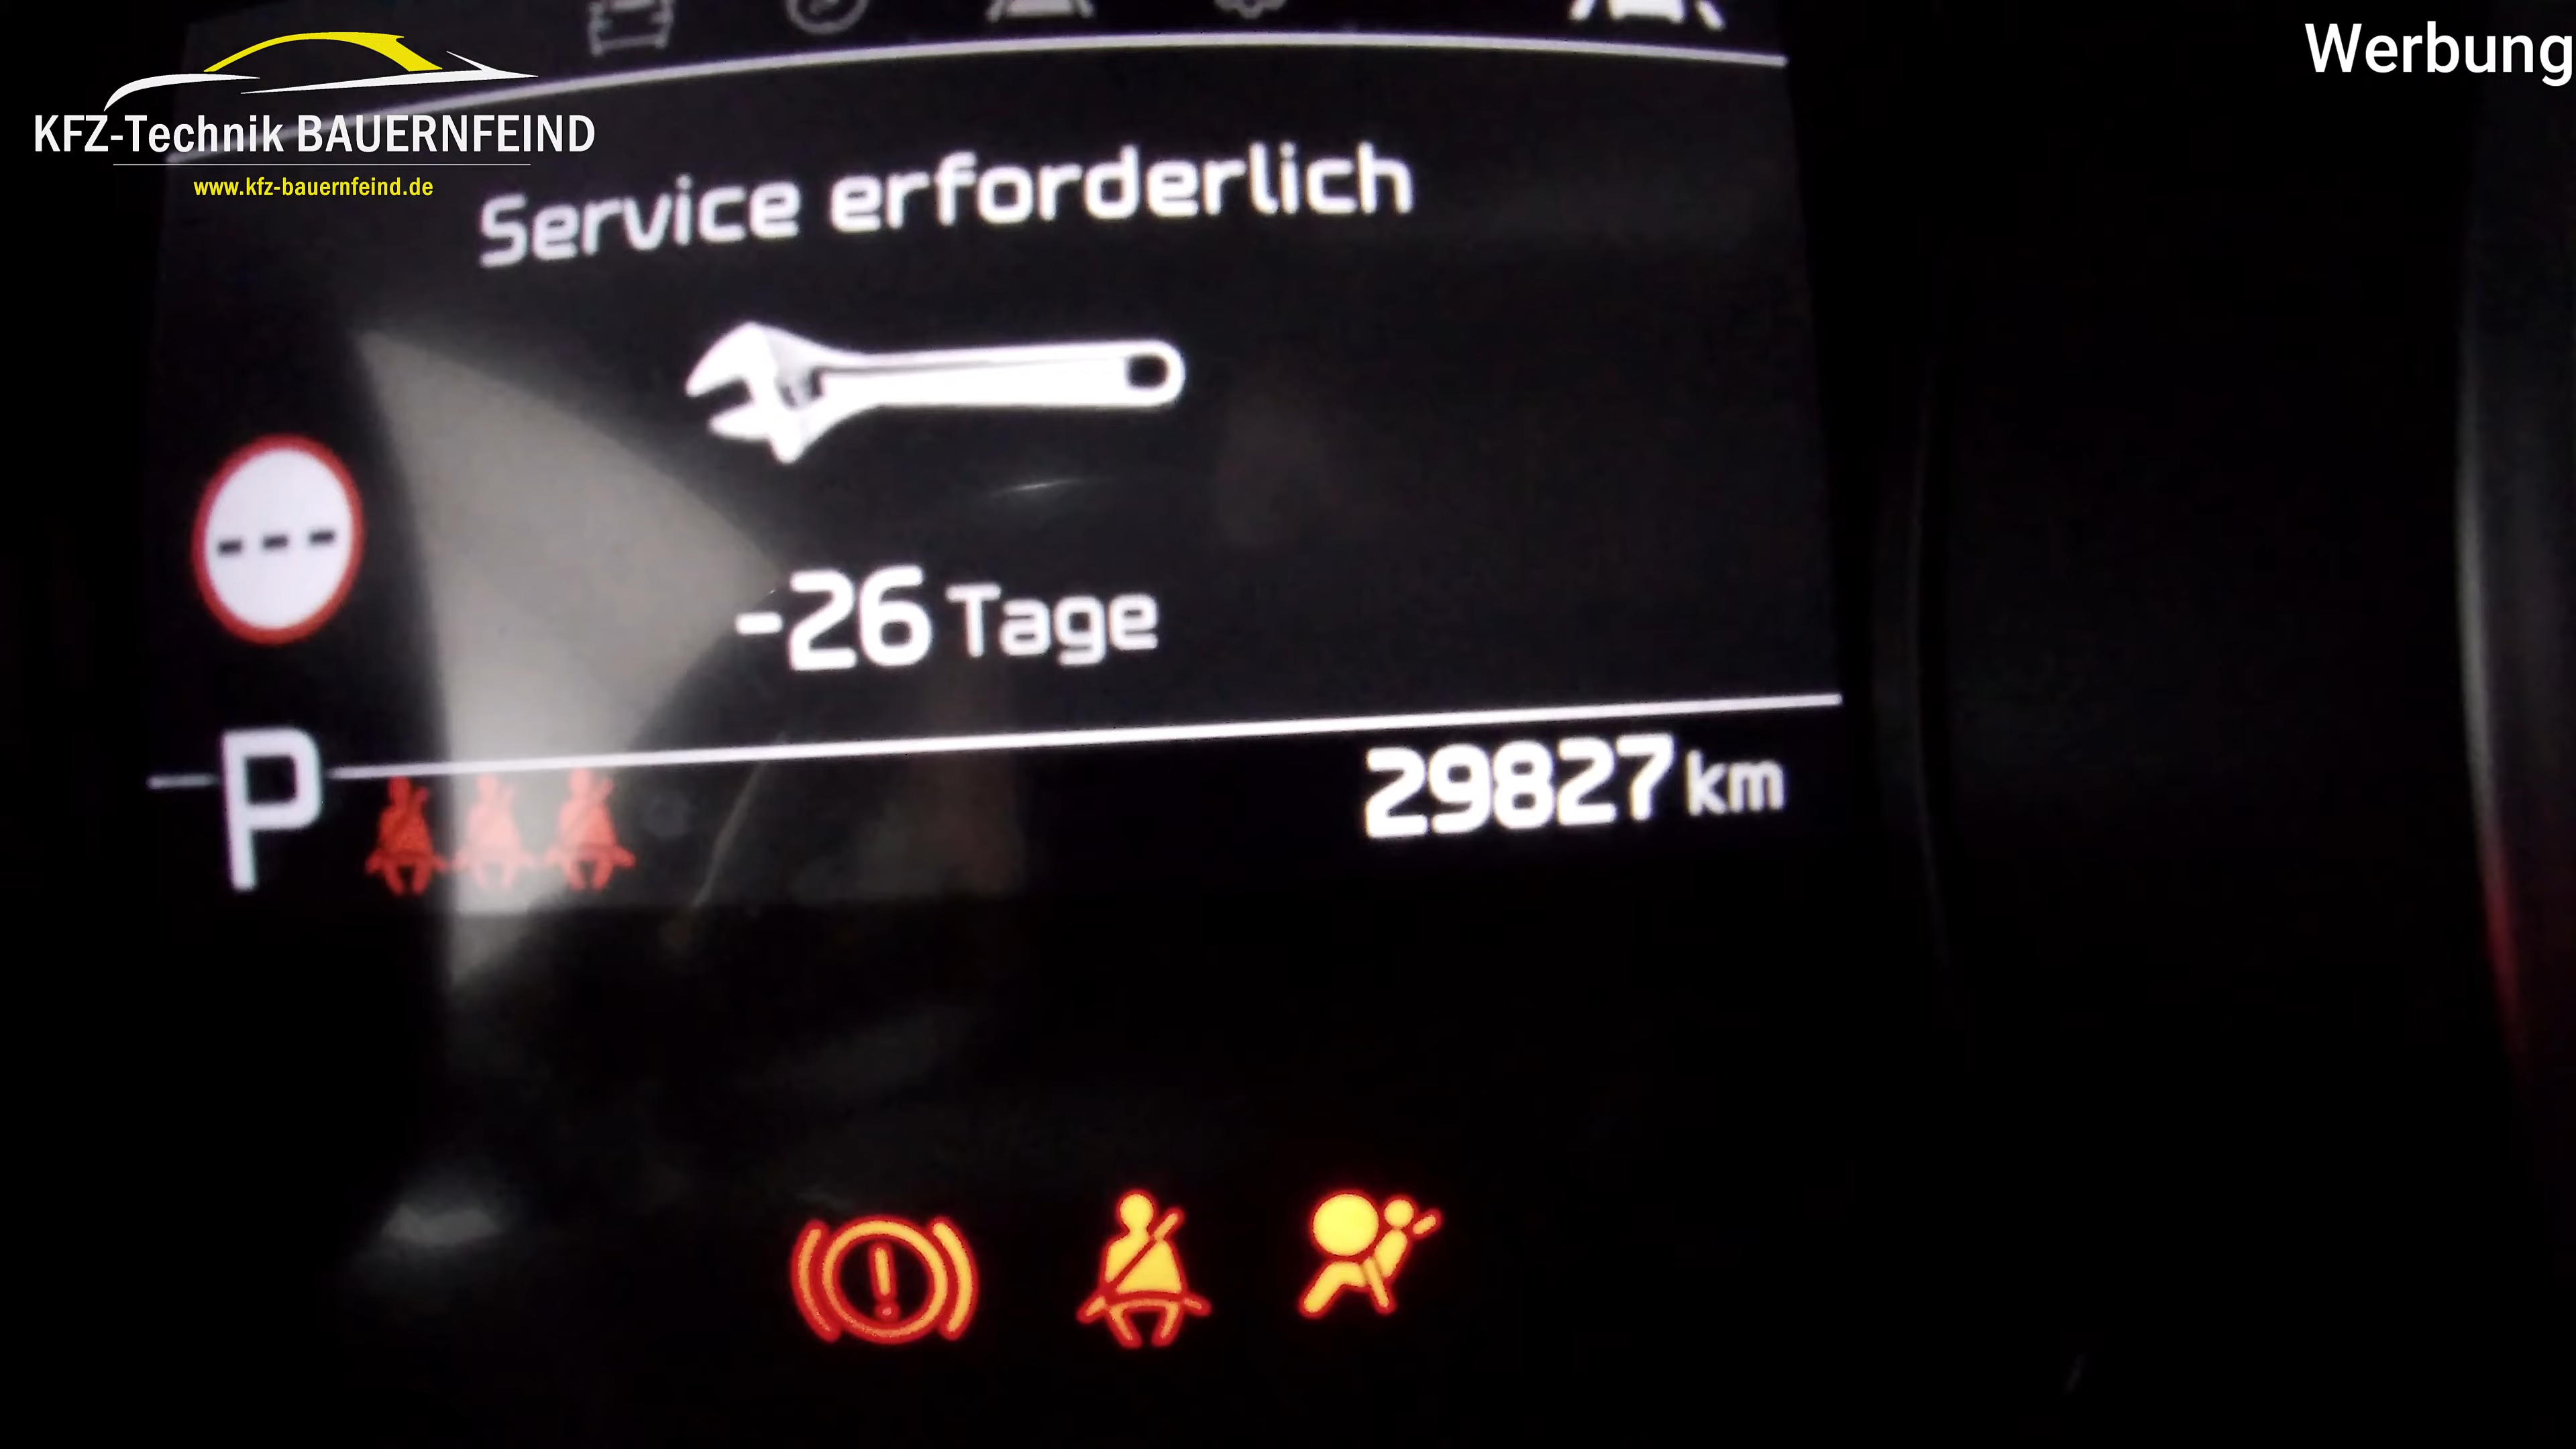 Werbung
KFZ-Technik BAUERNFEIND
www.kfz-bauernfeind.de
Service erforderlich
---
-26 Tage
P
29827 km